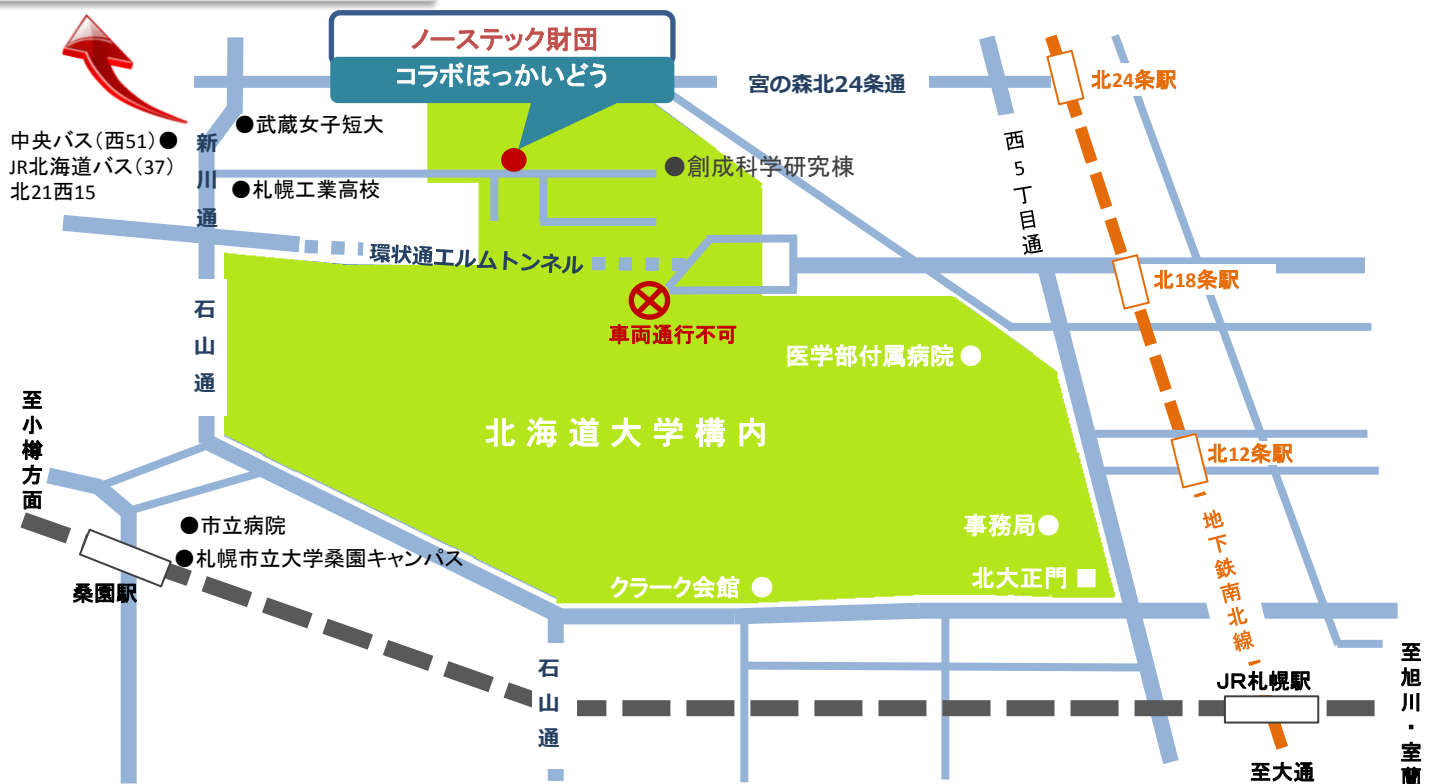 ノーステック財団
コラボほっかいどう
宮の森北24条通
北24条駅
中央バス(西51)●
JR北海道バス(37)
北21西15
新川通
●武蔵女子短大
●創成科学研究棟
●札幌工業高校
西5丁目通
環状通エルムトンネル
北18条駅
車両通行不可
石山通
医学部付属病院●
至小樽方面
北海道大学構内
北12条駅
●市立病院
●札幌市立大学桑園キャンパス
事務局●
地下鉄南北線
桑園駅
クラーク会館●
北大正門■
石山通
JR札幌駅
至旭川・室蘭
至大通